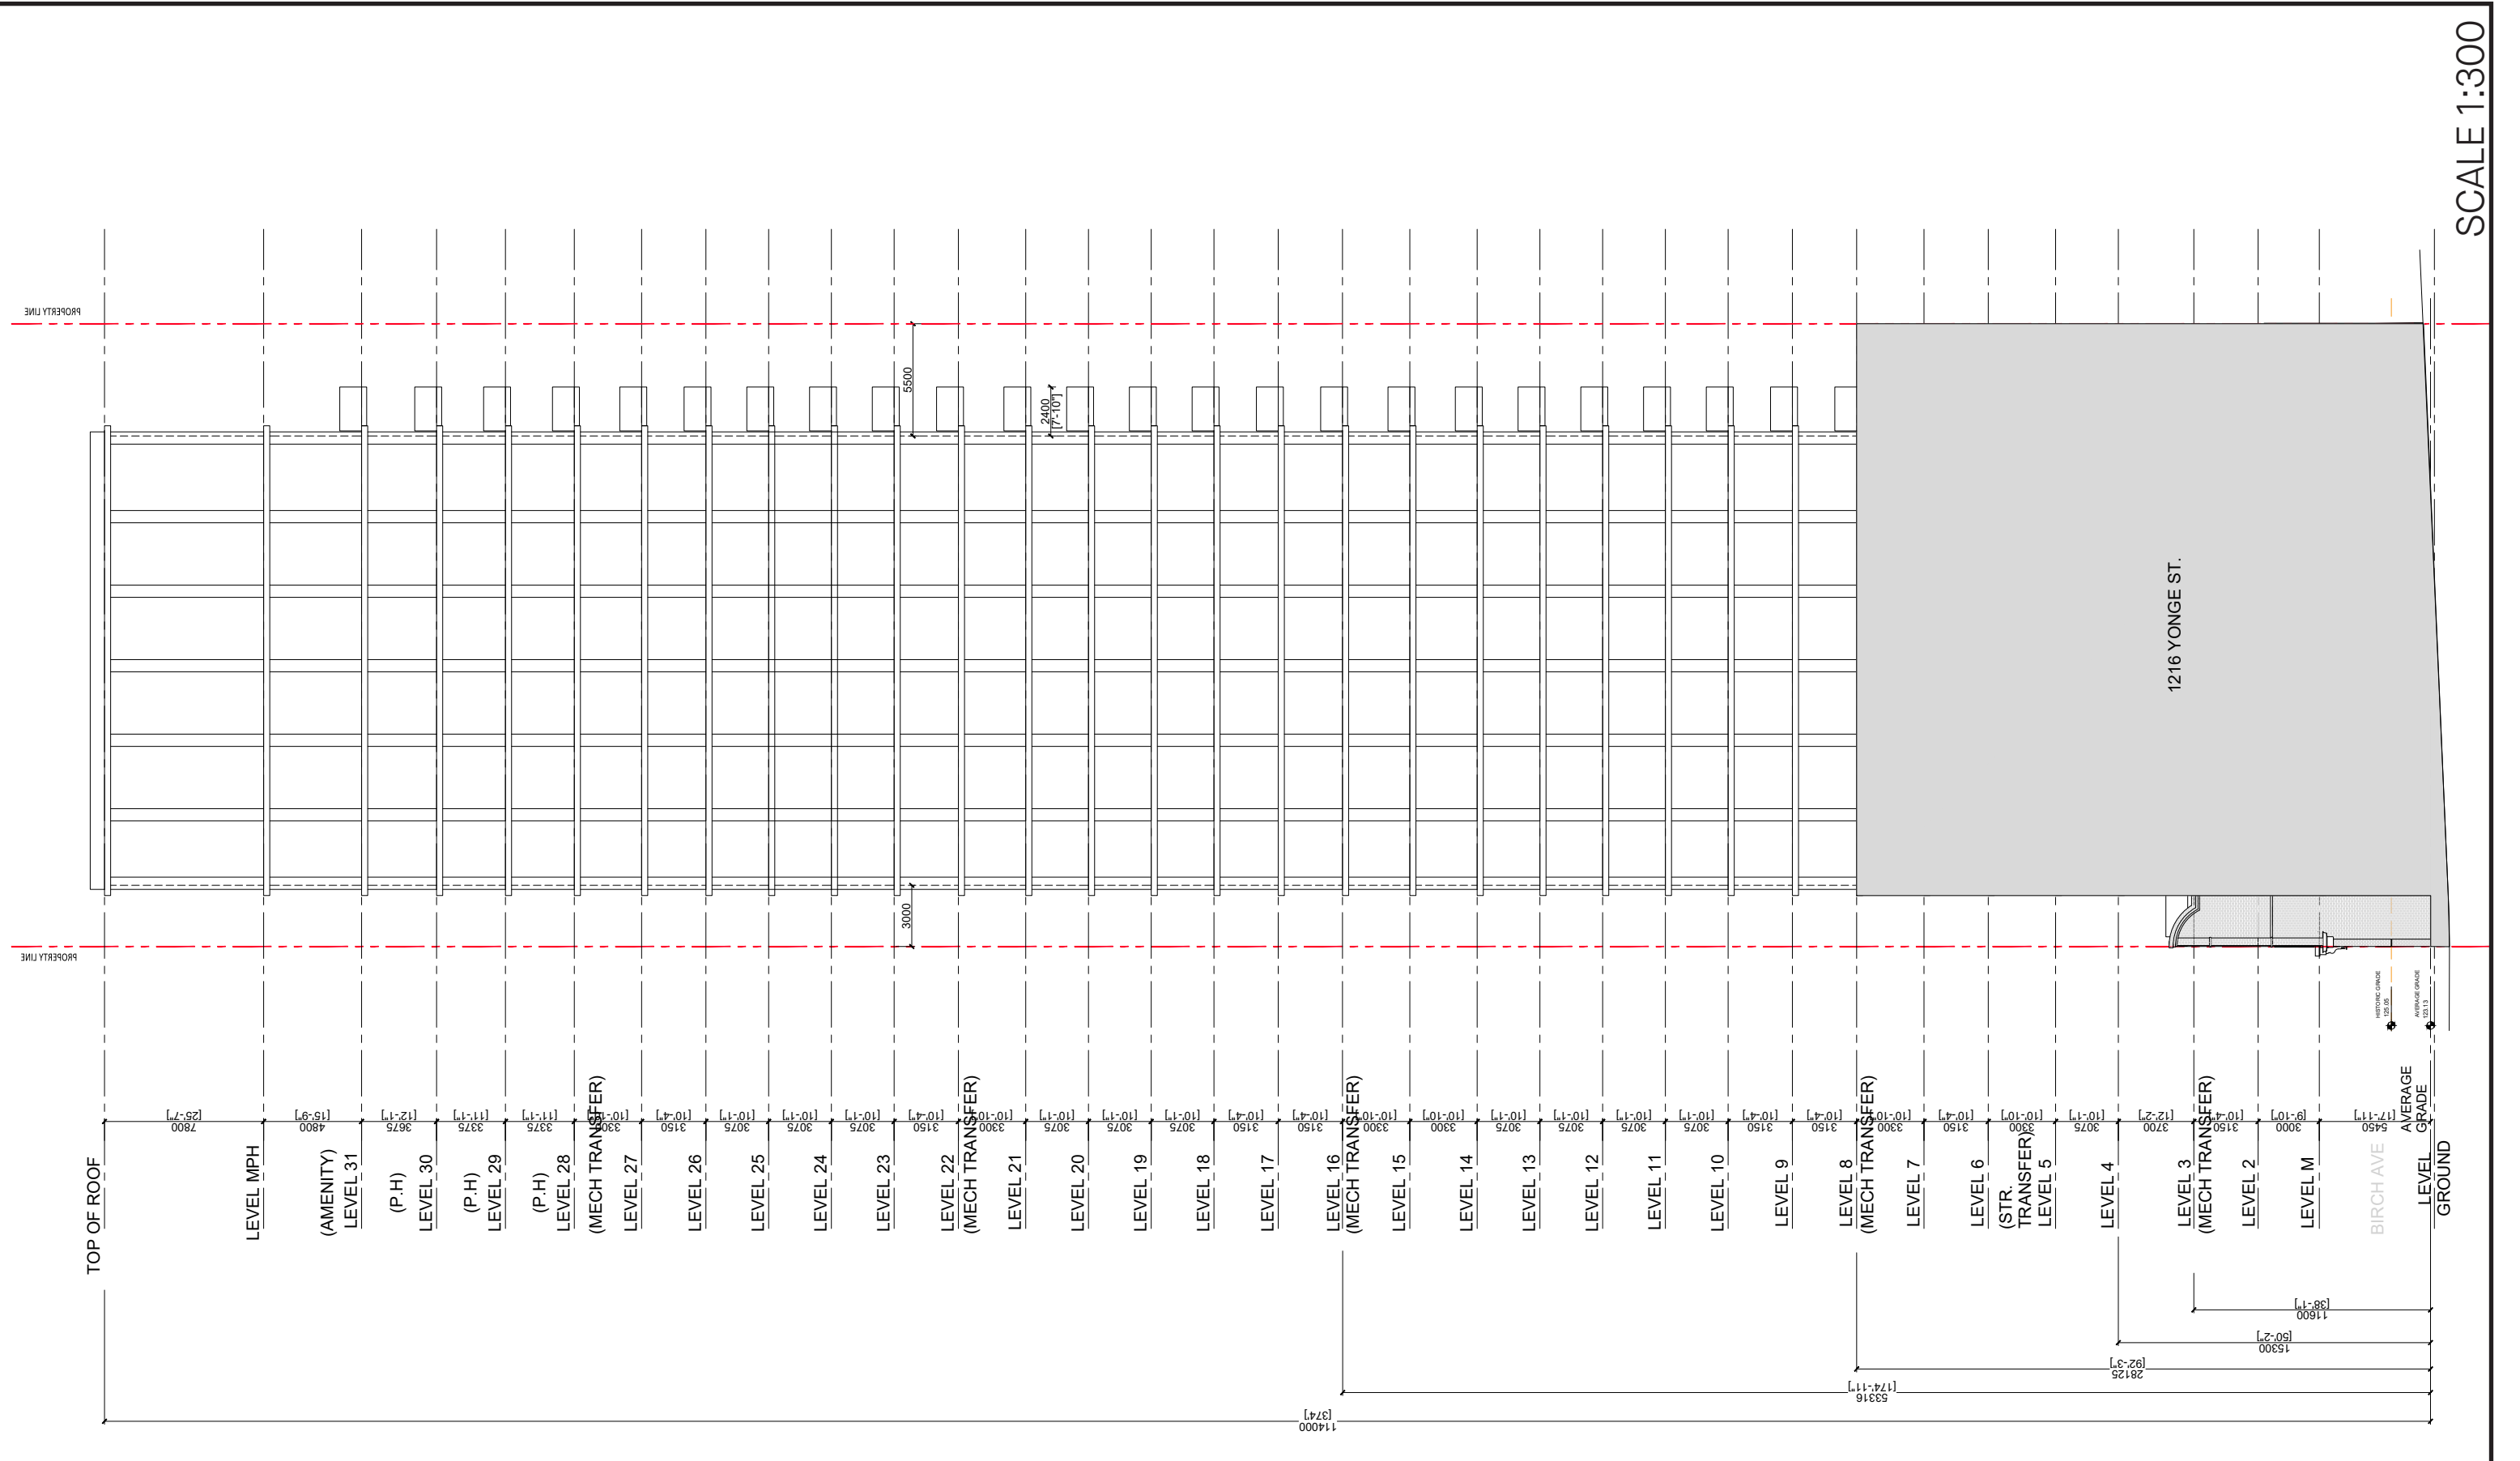 SCALE 1:300
PROPERTY LINE
PROPERTY LINE
5500
2400
[7'-10"]
3000
1216 YONGE ST.
HISTORIC GRADE
125.05
AVERAGE GRADE
123.13
TOP OF ROOF
7800
[25'-7"]
LEVEL MPH
4800
[15'-9"]
(AMENITY)
LEVEL 31
3675
[12'-1"]
(P.H)
LEVEL 30
3375
[11'-1"]
(P.H)
LEVEL 29
3375
[11'-1"]
(P.H)
LEVEL 28
(MECH TRANSFER)
3300
[10'-10"]
LEVEL 27
3150
[10'-4"]
LEVEL 26
3075
[10'-1"]
LEVEL 25
3075
[10'-1"]
LEVEL 24
3075
[10'-1"]
LEVEL 23
3150
[10'-4"]
LEVEL 22
(MECH TRANSFER)
3300
[10'-10"]
LEVEL 21
3075
[10'-1"]
LEVEL 20
3075
[10'-1"]
LEVEL 19
3075
[10'-1"]
LEVEL 18
3150
[10'-4"]
LEVEL 17
3150
[10'-4"]
LEVEL 16
(MECH TRANSFER)
3300
[10'-10"]
LEVEL 15
3300
[10'-10"]
LEVEL 14
3075
[10'-1"]
LEVEL 13
3075
[10'-1"]
LEVEL 12
3075
[10'-1"]
LEVEL 11
3075
[10'-1"]
LEVEL 10
3150
[10'-4"]
LEVEL 9
3150
[10'-4"]
LEVEL 8
(MECH TRANSFER)
3300
[10'-10"]
LEVEL 7
3150
[10'-4"]
LEVEL 6
(STR.
TRANSFER)
3300
[10'-10"]
LEVEL 5
3075
[10'-1"]
LEVEL 4
3700
[12'-2"]
LEVEL 3
(MECH TRANSFER)
3150
[10'-4"]
LEVEL 2
3000
[9'-10"]
LEVEL M
5450
[17'-11"]
BIRCH AVE
AVERAGE
GRADE
LEVEL
GROUND
11600
[38'-1"]
15300
[50'-2"]
28125
[92'-3"]
53316
[174'-11"]
114000
[374']